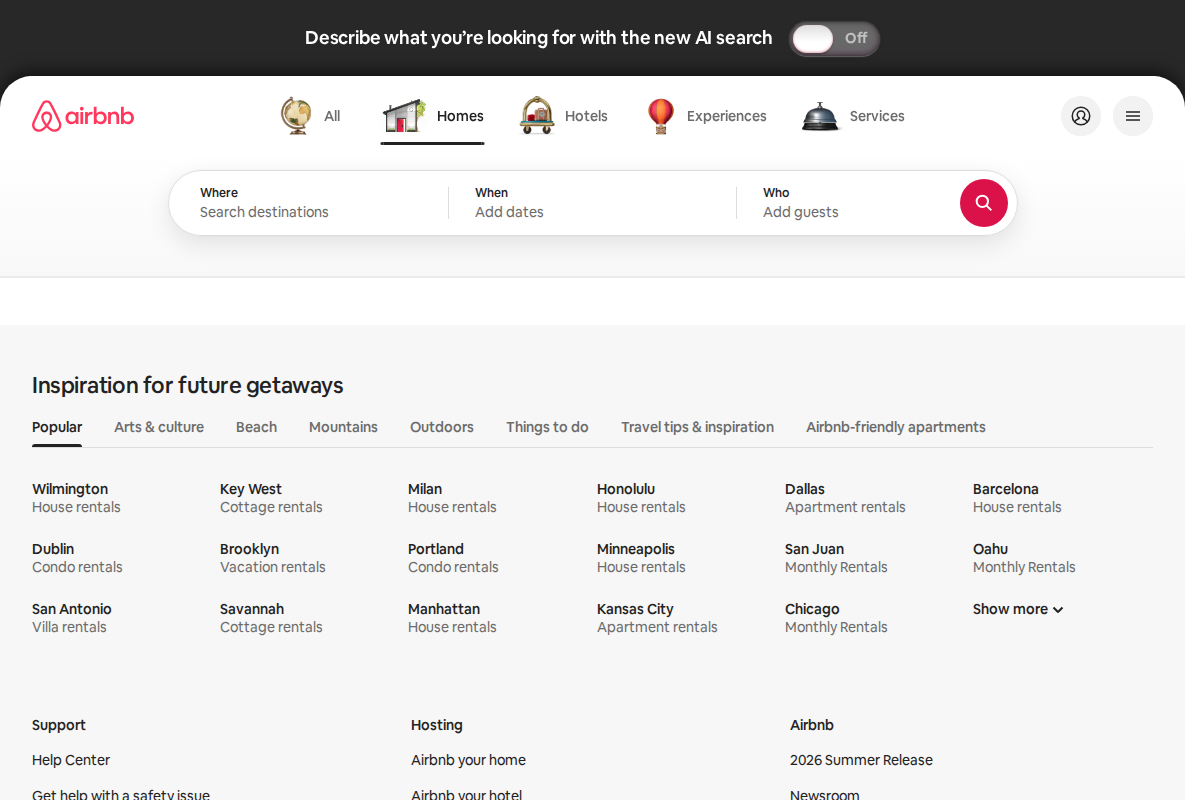 Describe what you’re looking for with the new AI search Off
airbnb All Homes Hotels Experiences Services
Where When Who
Search destinations Add dates Add guests
Inspiration for future getaways
Popular Arts & culture Beach Mountains Outdoors Things to do Travel tips & inspiration Airbnb-friendly apartments
Wilmington Key West Milan Honolulu Dallas Barcelona
House rentals Cottage rentals House rentals House rentals Apartment rentals House rentals
Dublin Brooklyn Portland Minneapolis San Juan Oahu
Condo rentals Vacation rentals Condo rentals House rentals Monthly Rentals Monthly Rentals
San Antonio Savannah Manhattan Kansas City Chicago Show more
Villa rentals Cottage rentals House rentals Apartment rentals Monthly Rentals
Support Hosting Airbnb
Help Center Airbnb your home 2026 Summer Release
Get help with a safety issue Airbnb your hotel Newsroom